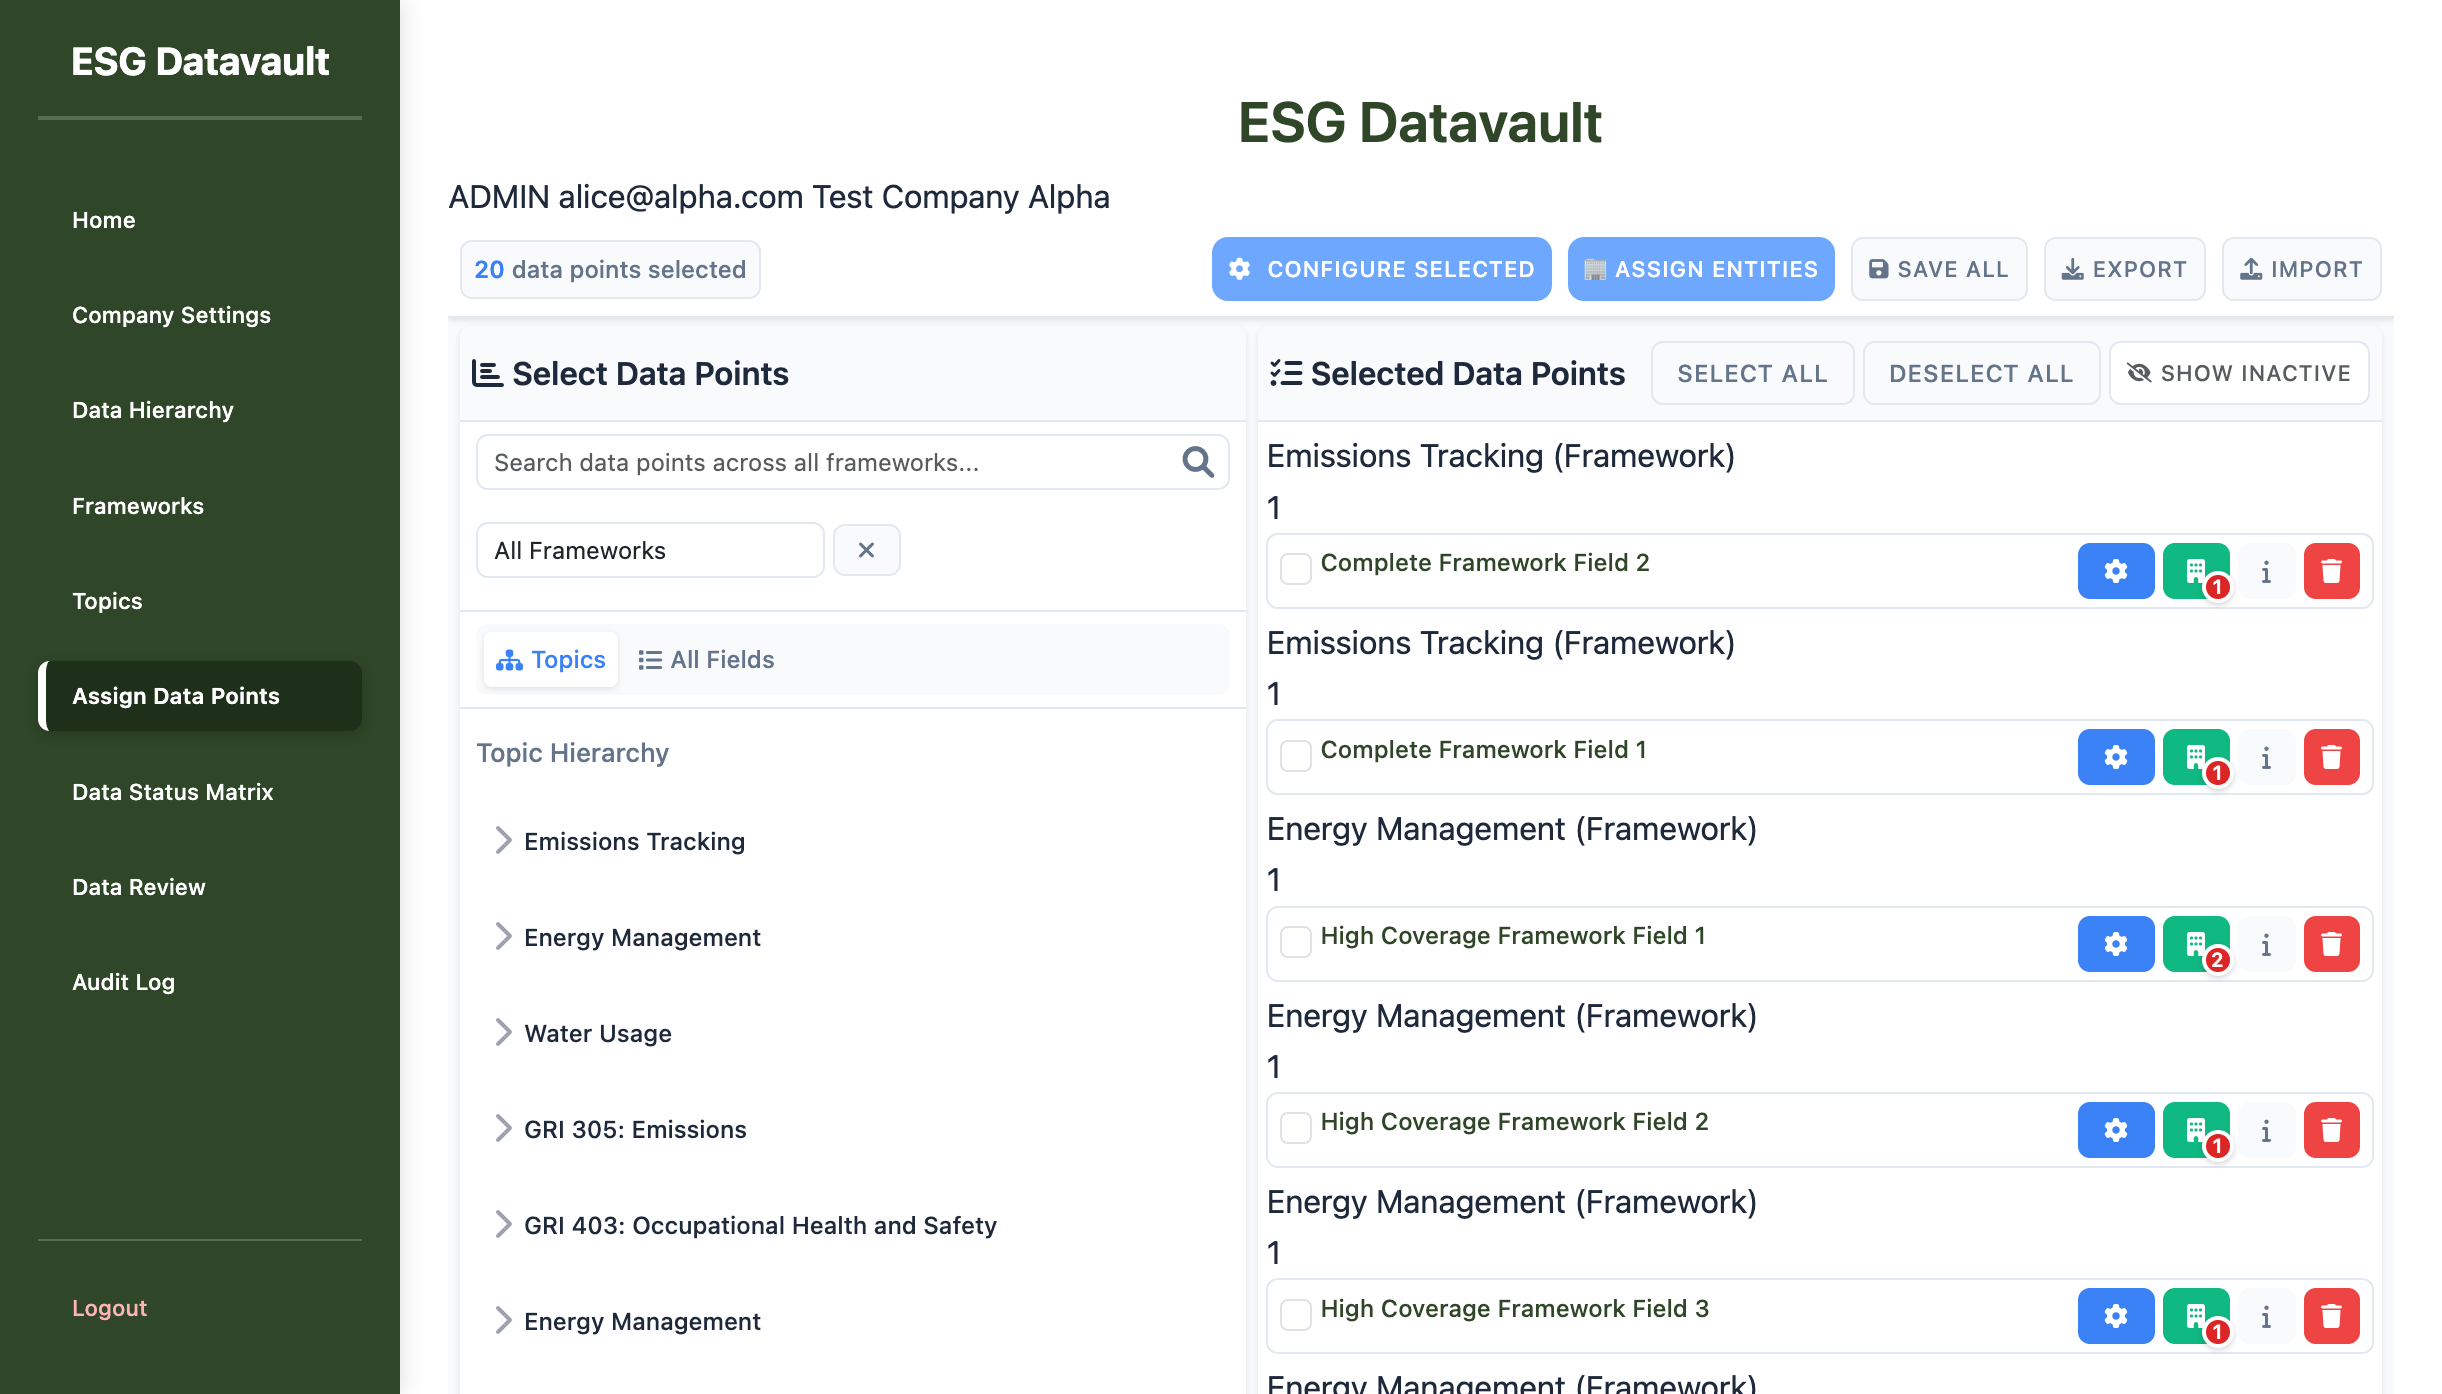 ESG Datavault
Home
Company Settings
Data Hierarchy
Frameworks
Topics
Assign Data Points
Data Status Matrix
Data Review
Audit Log
Logout
ESG Datavault
ADMIN alice@alpha.com Test Company Alpha
20 data points selected
CONFIGURE SELECTED
ASSIGN ENTITIES
SAVE ALL
EXPORT
IMPORT
Select Data Points
Search data points across all frameworks...
All Frameworks
Topics
All Fields
Topic Hierarchy
Emissions Tracking
Energy Management
Water Usage
GRI 305: Emissions
GRI 403: Occupational Health and Safety
Energy Management
Selected Data Points
SELECT ALL
DESELECT ALL
SHOW INACTIVE
Emissions Tracking (Framework)
1
Complete Framework Field 2
1
Emissions Tracking (Framework)
1
Complete Framework Field 1
1
Energy Management (Framework)
1
High Coverage Framework Field 1
2
Energy Management (Framework)
1
High Coverage Framework Field 2
1
Energy Management (Framework)
1
High Coverage Framework Field 3
1
Energy Management (Framework)